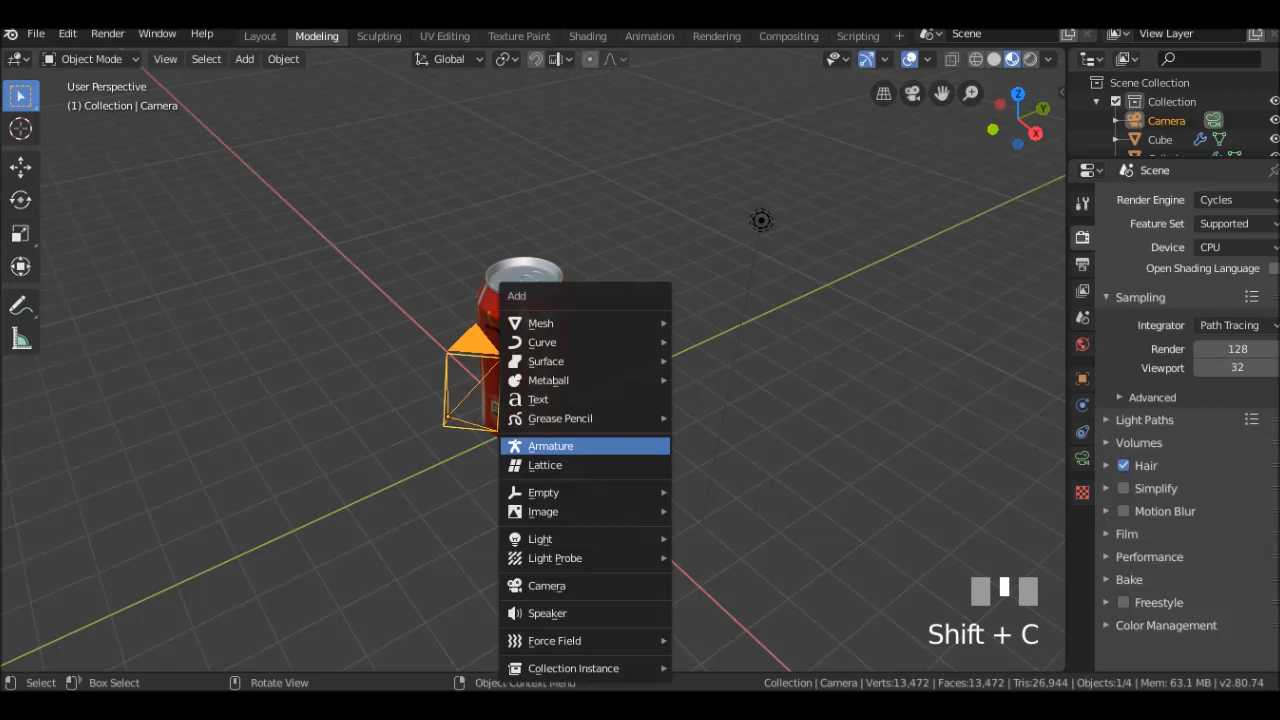 File Edit Render Window Help Layout Modeling Sculpting UV Editing Texture Paint Shading Animation Rendering Compositing Scripting + Scene View Layer
Object Mode View Select Add Object Global
User Perspective
(1) Collection | Camera
Z
Y
X
Scene Collection
Collection
Camera
Cube
Scene
Render Engine Cycles
Feature Set Supported
Device CPU
Open Shading Language
Sampling
Integrator Path Tracing
Render 128
Viewport 32
Advanced
Light Paths
Volumes
Hair
Simplify
Motion Blur
Film
Performance
Bake
Freestyle
Color Management
Add
Mesh
Curve
Surface
Metaball
Text
Grease Pencil
Armature
Lattice
Empty
Image
Light
Light Probe
Camera
Speaker
Force Field
Collection Instance
Shift + C
Select Box Select Rotate View Object Context Menu Collection | Camera | Verts:13,472 | Faces:13,472 | Tris:26,944 | Objects:1/4 | Mem: 63.1 MB | v2.80.74